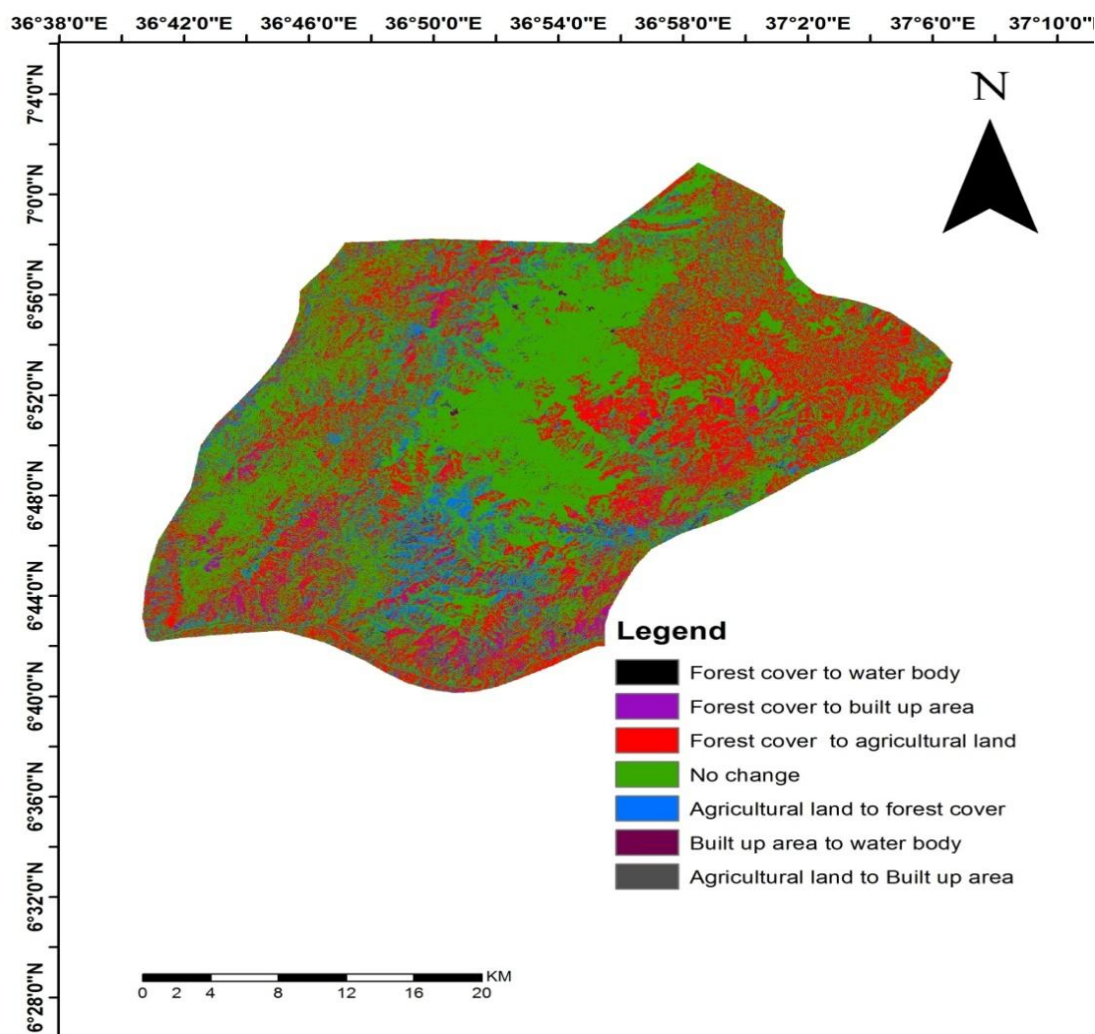 36°38'0"E 36°42'0"E 36°46'0"E 36°50'0"E 36°54'0"E 36°58'0"E 37°2'0"E 37°6'0"E 37°10'0"E
7°4'0"N
7°0'0"N
6°56'0"N
6°52'0"N
6°48'0"N
6°44'0"N
6°40'0"N
6°36'0"N
6°32'0"N
6°28'0"N
N
Legend
Forest cover to water body
Forest cover to built up area
Forest cover to agricultural land
No change
Agricultural land to forest cover
Built up area to water body
Agricultural land to Built up area
KM
0 2 4 8 12 16 20